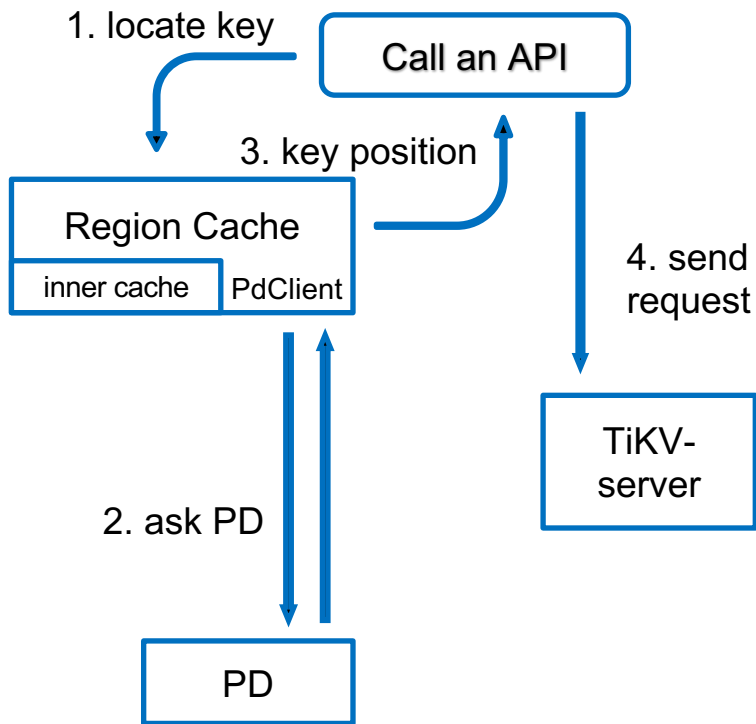 1. locate key
Call an API
3. key position
Region Cache
inner cache
PdClient
4. send
request
TiKV-
server
2. ask PD
PD